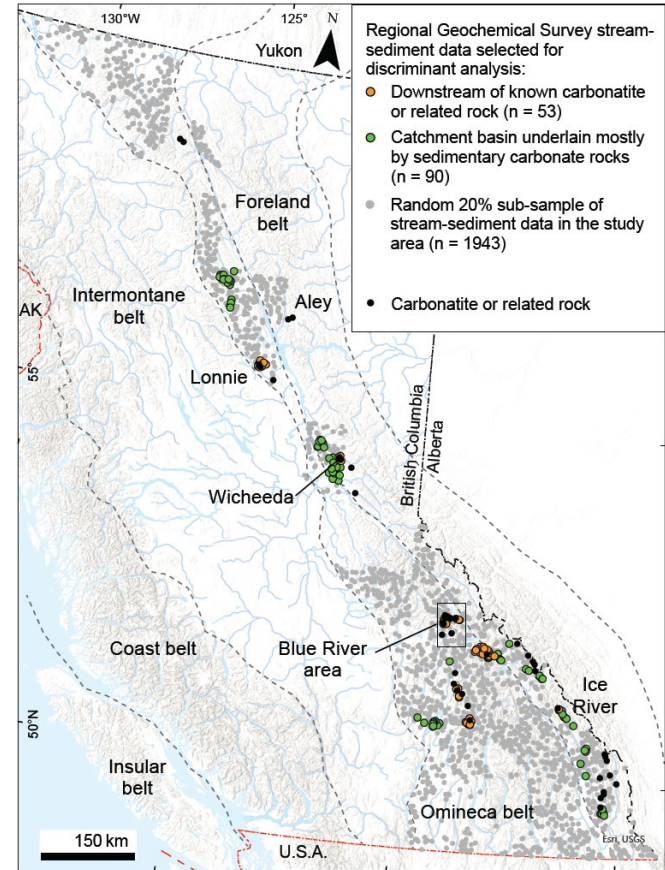 130°W
125°
N
Yukon
Regional Geochemical Survey stream-
sediment data selected for
discriminant analysis:
Downstream of known carbonatite
or related rock (n = 53)
Catchment basin underlain mostly
by sedimentary carbonate rocks
(n = 90)
Random 20% sub-sample of
stream-sediment data in the study
area (n = 1943)
Carbonatite or related rock
Foreland
belt
Intermontane
belt
Aley
AK
55°
Lonnie
British Columbia
Alberta
Wicheeda
Blue River
area
Coast belt
Ice
River
50°N
Insular
belt
Omineca belt
150 km
U.S.A.
Esri, USGS